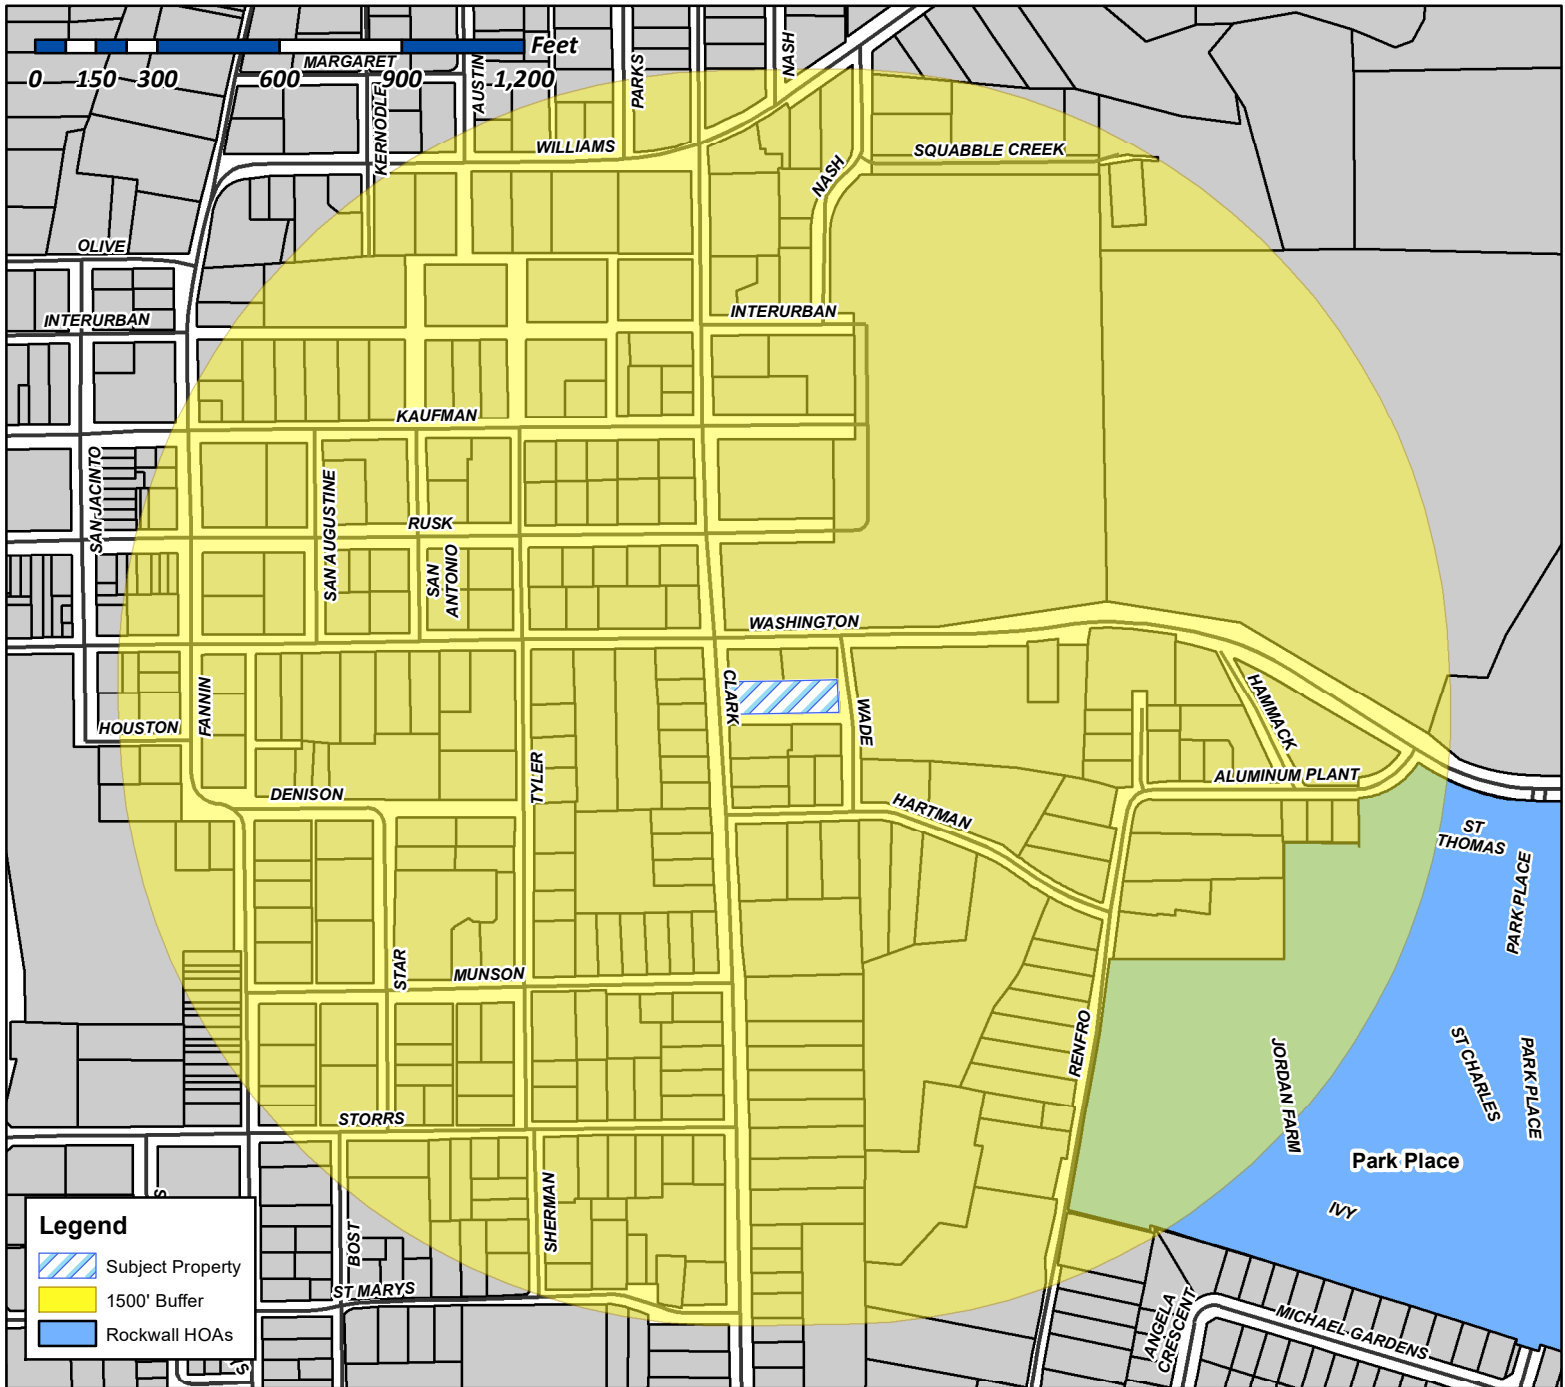 Feet
0 150 300 600 900 1,200
MARGARET
KERNODLE
AUSTIN
PARKS
NASH
WILLIAMS
SQUABBLE CREEK
NASH
OLIVE
INTERURBAN
INTERURBAN
KAUFMAN
SAN JACINTO
SAN AUGUSTINE
RUSK
SAN
ANTONIO
WASHINGTON
FANNIN
CLARK
WADE
HAMMACK
HOUSTON
TYLER
ALUMINUM PLANT
DENISON
HARTMAN
ST
THOMAS
PARK PLACE
STAR
MUNSON
RENFRO
JORDAN FARM
ST CHARLES
PARK PLACE
STORRS
Park Place
SHERMAN
IVY
BOST
ST MARYS
ANGELA
CRESCENT
MICHAEL GARDENS
Legend
Subject Property
1500' Buffer
Rockwall HOAs